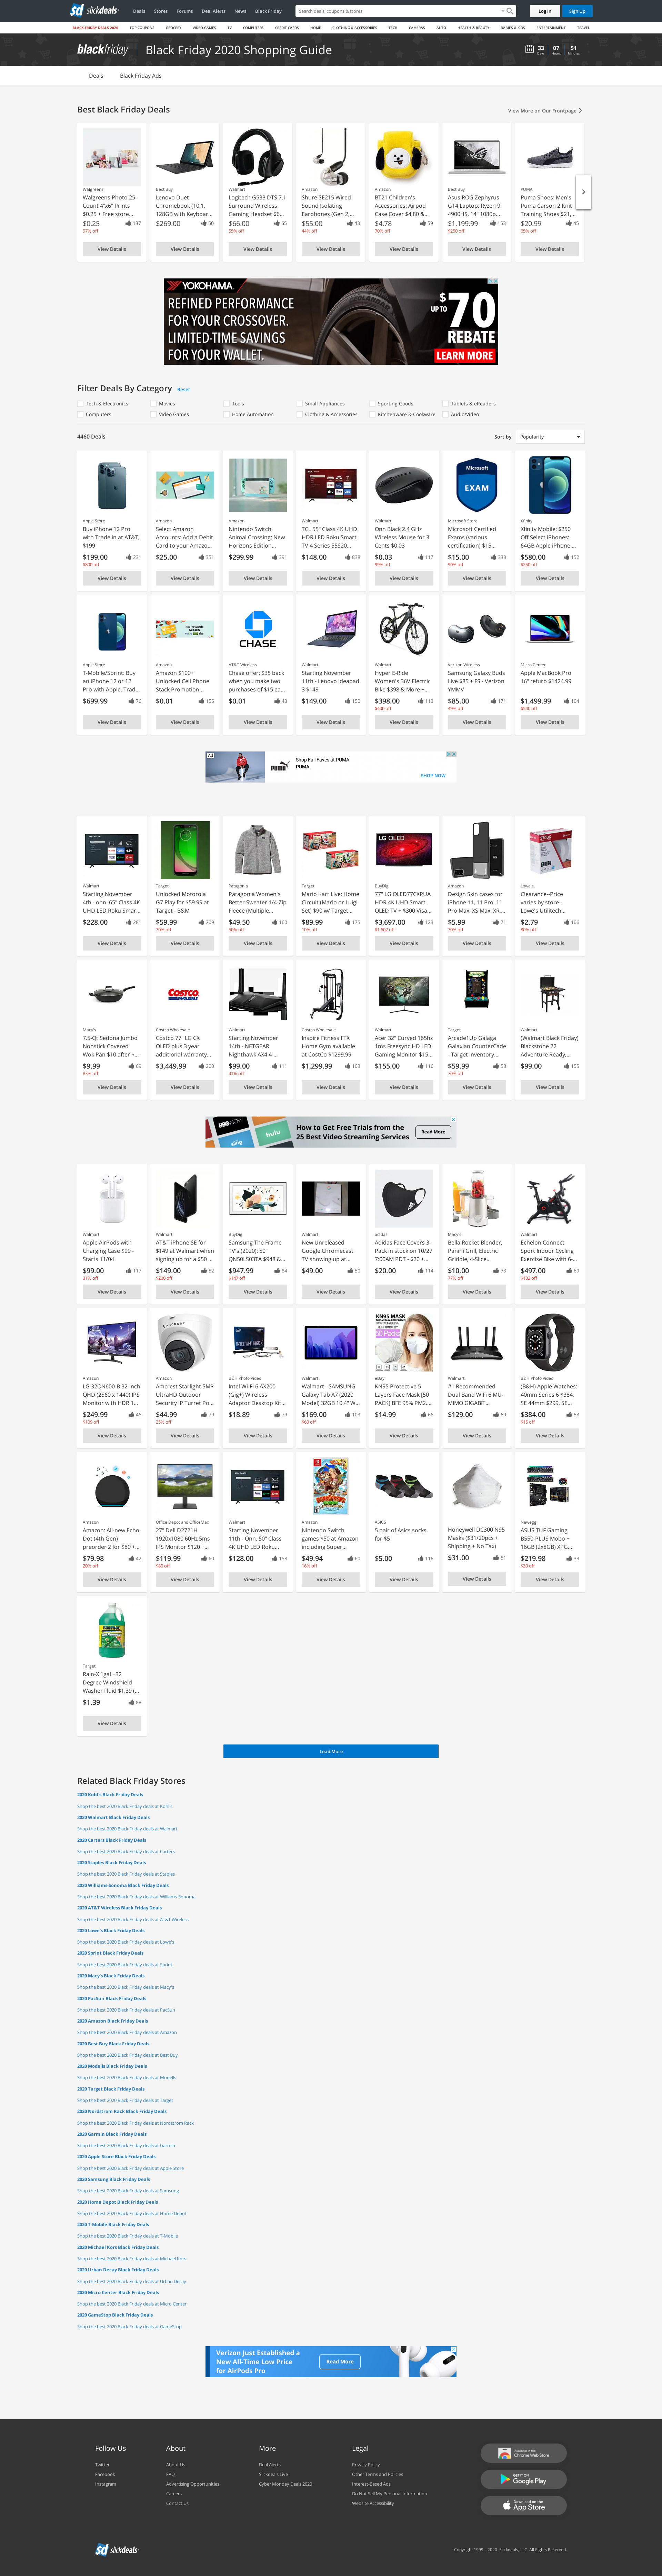 sd slickdeals
Deals
Stores
Forums
Deal Alerts
News
Black Friday
Search deals, coupons & stores
Log In
Sign Up
BLACK FRIDAY DEALS 2020
TOP COUPONS
GROCERY
VIDEO GAMES
TV
COMPUTERS
CREDIT CARDS
HOME
CLOTHING & ACCESSORIES
TECH
CAMERAS
AUTO
HEALTH & BEAUTY
BABIES & KIDS
ENTERTAINMENT
TRAVEL
blackfriday
Black Friday 2020 Shopping Guide
33 Days
07 Hours
51 Minutes
Deals
Black Friday Ads
Best Black Friday Deals
View More on Our Frontpage
Walgreens
Walgreens Photo 25-Count 4"x6" Prints $0.25 + Free store...
$0.25
137
97% off
View Details
Best Buy
Lenovo Duet Chromebook (10.1, 128GB with Keyboar...
$269.00
50
View Details
Walmart
Logitech G533 DTS 7.1 Surround Wireless Gaming Headset $6...
$66.00
65
55% off
View Details
Amazon
Shure SE215 Wired Sound Isolating Earphones (Gen 2,...
$55.00
43
44% off
View Details
Amazon
BT21 Children's Accessories: Airpod Case Cover $4.80 &...
$4.78
59
70% off
View Details
Best Buy
Asus ROG Zephyrus G14 Laptop: Ryzen 9 4900HS, 14" 1080p...
$1,199.99
153
$250 off
View Details
PUMA
Puma Shoes: Men's Puma Carson 2 Knit Training Shoes $21,...
$20.99
45
65% off
View Details
YOKOHAMA
REFINED PERFORMANCE FOR YOUR CROSSOVER. LIMITED-TIME SAVINGS FOR YOUR WALLET.
UP TO $70 REBATE
LEARN MORE
Filter Deals By Category
Reset
Tech & Electronics
Movies
Tools
Small Appliances
Sporting Goods
Tablets & eReaders
Computers
Video Games
Home Automation
Clothing & Accessories
Kitchenware & Cookware
Audio/Video
4460 Deals
Sort by
Popularity
Apple Store
Buy iPhone 12 Pro with Trade in at AT&T, $199
$199.00
231
$800 off
View Details
Amazon
Select Amazon Accounts: Add a Debit Card to your Amazo...
$25.00
351
View Details
Amazon
Nintendo Switch Animal Crossing: New Horizons Edition...
$299.99
391
View Details
Walmart
TCL 55" Class 4K UHD HDR LED Roku Smart TV 4 Series 55S20...
$148.00
838
View Details
Walmart
Onn Black 2.4 GHz Wireless Mouse for 3 Cents $0.03
$0.03
117
99% off
View Details
Microsoft
EXAM
Microsoft Store
Microsoft Certified Exams (various certification) $15...
$15.00
338
90% off
View Details
Xfinity
Xfinity Mobile: $250 Off Select iPhones; 64GB Apple iPhone...
$580.00
152
$250 off
View Details
Apple Store
T-Mobile/Sprint: Buy an iPhone 12 or 12 Pro with Apple, Trad...
$699.99
76
View Details
Amazon
Amazon $100+ Unlocked Cell Phone Stack Promotion...
$0.01
155
View Details
CHASE
AT&T Wireless
Chase offer: $35 back when you make two purchases of $15 ea...
$0.01
43
View Details
Walmart
Starting November 11th - Lenovo Ideapad 3 $149
$149.00
150
View Details
Walmart
Hyper E-Ride Women's 36V Electric Bike $398 & More +...
$398.00
113
$400 off
View Details
Verizon Wireless
Samsung Galaxy Buds Live $85 + FS - Verizon YMMV
$85.00
171
49% off
View Details
Micro Center
Apple MacBook Pro 16" refurb $1424.99
$1,499.99
104
$540 off
View Details
Ad
PUMA
Shop Fall Faves at PUMA
PUMA
SHOP NOW
Walmart
Starting November 4th - onn. 65" Class 4K UHD LED Roku Smar...
$228.00
281
View Details
Target
Unlocked Motorola G7 Play for $59.99 at Target - B&M
$59.99
209
70% off
View Details
Patagonia
Patagonia Women's Better Sweater 1/4-Zip Fleece (Multiple...
$49.50
160
50% off
View Details
Target
Mario Kart Live: Home Circuit (Mario or Luigi Set) $90 w/ Target...
$89.99
175
10% off
View Details
LG OLED
BuyDig
77" LG OLED77CXPUA HDR 4K UHD Smart OLED TV + $300 Visa...
$3,697.00
123
$1,602 off
View Details
Amazon
Design Skin cases for iPhone 11, 11 Pro, 11 Pro Max, XS Max, XR,...
$5.99
71
70% off
View Details
Lowe's
Clearance--Price varies by store--Lowe's Utilitech...
$2.79
106
80% off
View Details
Macy's
7.5-Qt Sedona Jumbo Nonstick Covered Wok Pan $10 after $...
$9.99
69
83% off
View Details
COSTCO WHOLESALE
Costco Wholesale
Costco 77" LG CX OLED plus 3 year additional warranty...
$3,449.99
200
View Details
Walmart
Starting November 14th - NETGEAR Nighthawk AX4 4-...
$99.00
111
41% off
View Details
Costco Wholesale
Inspire Fitness FTX Home Gym available at CostCo $1299.99
$1,299.99
103
View Details
Walmart
Acer 32" Curved 165hz 1ms Freesync HD LED Gaming Monitor $15...
$155.00
116
View Details
Target
Arcade1Up Galaga Galaxian CounterCade - Target Inventory...
$59.99
58
70% off
View Details
Walmart
(Walmart Black Friday) Blackstone 22 Adventure Ready,...
$99.00
155
View Details
HBO NOW
hulu
How to Get Free Trials from the 25 Best Video Streaming Services
Read More
Walmart
Apple AirPods with Charging Case $99 - Starts 11/04
$99.00
117
31% off
View Details
Walmart
AT&T iPhone SE for $149 at Walmart when signing up for a $50...
$149.00
52
$200 off
View Details
BuyDig
Samsung The Frame TV's (2020): 50" QN50LS03TA $948 &...
$947.99
84
$147 off
View Details
Walmart
New Unreleased Google Chromecast TV showing up at...
$49.00
50
View Details
adidas
Adidas Face Covers 3-Pack in stock on 10/27 7:00AM PDT - $20 +...
$20.00
114
View Details
Macy's
Bella Rocket Blender, Panini Grill, Electric Griddle, 4-Slice...
$10.00
73
77% off
View Details
Walmart
Echelon Connect Sport Indoor Cycling Exercise Bike with 6-...
$497.00
69
$102 off
View Details
Amazon
LG 32QN600-B 32-Inch QHD (2560 x 1440) IPS Monitor with HDR 1...
$249.99
46
$109 off
View Details
Amazon
Amcrest Starlight 5MP UltraHD Outdoor Security IP Turret Po...
$44.99
79
25% off
View Details
B&H Photo Video
Intel Wi-Fi 6 AX200 (Gig+) Wireless Adaptor Desktop Kit...
$18.89
79
View Details
Walmart
Walmart - SAMSUNG Galaxy Tab A7 (2020 Model) 32GB 10.4" W...
$169.00
103
$60 off
View Details
KN95 MASK
eBay
KN95 Protective 5 Layers Face Mask [50 PACK] BFE 95% PM2....
$14.99
66
View Details
Walmart
#1 Recommended Dual Band WiFi 6 MU-MIMO GIGABIT...
$129.00
69
View Details
B&H Photo Video
(B&H) Apple Watches: 40mm Series 6 $384, SE 44mm $299, SE...
$384.00
53
$15 off
View Details
Amazon
Amazon: All-new Echo Dot (4th Gen) preorder 2 for $80 +...
$79.98
42
20% off
View Details
Office Depot and OfficeMax
27" Dell D2721H 1920x1080 60Hz 5ms IPS Monitor $120 +...
$119.99
60
$80 off
View Details
Walmart
Starting November 11th - Onn. 50" Class 4K UHD LED Roku...
$128.00
158
View Details
Amazon
Nintendo Switch games $50 at Amazon including Super...
$49.94
60
16% off
View Details
ASICS
5 pair of Asics socks for $5
$5.00
116
View Details
Honeywell DC300 N95 Masks ($31/20pcs + Shipping + No Tax)
$31.00
51
View Details
Newegg
ASUS TUF Gaming B550-PLUS Mobo + 16GB (2x8GB) XPG...
$219.98
33
$30 off
View Details
RAIN-X
Target
Rain-X 1gal +32 Degree Windshield Washer Fluid $1.39 (...
$1.39
88
View Details
Load More
Related Black Friday Stores
2020 Kohl's Black Friday Deals
Shop the best 2020 Black Friday deals at Kohl's
2020 Walmart Black Friday Deals
Shop the best 2020 Black Friday deals at Walmart
2020 Carters Black Friday Deals
Shop the best 2020 Black Friday deals at Carters
2020 Staples Black Friday Deals
Shop the best 2020 Black Friday deals at Staples
2020 Williams-Sonoma Black Friday Deals
Shop the best 2020 Black Friday deals at Williams-Sonoma
2020 AT&T Wireless Black Friday Deals
Shop the best 2020 Black Friday deals at AT&T Wireless
2020 Lowe's Black Friday Deals
Shop the best 2020 Black Friday deals at Lowe's
2020 Sprint Black Friday Deals
Shop the best 2020 Black Friday deals at Sprint
2020 Macy's Black Friday Deals
Shop the best 2020 Black Friday deals at Macy's
2020 PacSun Black Friday Deals
Shop the best 2020 Black Friday deals at PacSun
2020 Amazon Black Friday Deals
Shop the best 2020 Black Friday deals at Amazon
2020 Best Buy Black Friday Deals
Shop the best 2020 Black Friday deals at Best Buy
2020 Modells Black Friday Deals
Shop the best 2020 Black Friday deals at Modells
2020 Target Black Friday Deals
Shop the best 2020 Black Friday deals at Target
2020 Nordstrom Rack Black Friday Deals
Shop the best 2020 Black Friday deals at Nordstrom Rack
2020 Garmin Black Friday Deals
Shop the best 2020 Black Friday deals at Garmin
2020 Apple Store Black Friday Deals
Shop the best 2020 Black Friday deals at Apple Store
2020 Samsung Black Friday Deals
Shop the best 2020 Black Friday deals at Samsung
2020 Home Depot Black Friday Deals
Shop the best 2020 Black Friday deals at Home Depot
2020 T-Mobile Black Friday Deals
Shop the best 2020 Black Friday deals at T-Mobile
2020 Michael Kors Black Friday Deals
Shop the best 2020 Black Friday deals at Michael Kors
2020 Urban Decay Black Friday Deals
Shop the best 2020 Black Friday deals at Urban Decay
2020 Micro Center Black Friday Deals
Shop the best 2020 Black Friday deals at Micro Center
2020 GameStop Black Friday Deals
Shop the best 2020 Black Friday deals at GameStop
Verizon Just Established a New All-Time Low Price for AirPods Pro
Read More
Follow Us
Twitter
Facebook
Instagram
About
About Us
FAQ
Advertising Opportunities
Careers
Contact Us
More
Deal Alerts
Slickdeals Live
Cyber Monday Deals 2020
Legal
Privacy Policy
Other Terms and Policies
Interest-Based Ads
Do Not Sell My Personal Information
Website Accessibility
Available in the Chrome Web Store
GET IT ON Google Play
Download on the App Store
sd slickdeals
Copyright 1999 - 2020. Slickdeals, LLC. All Rights Reserved.